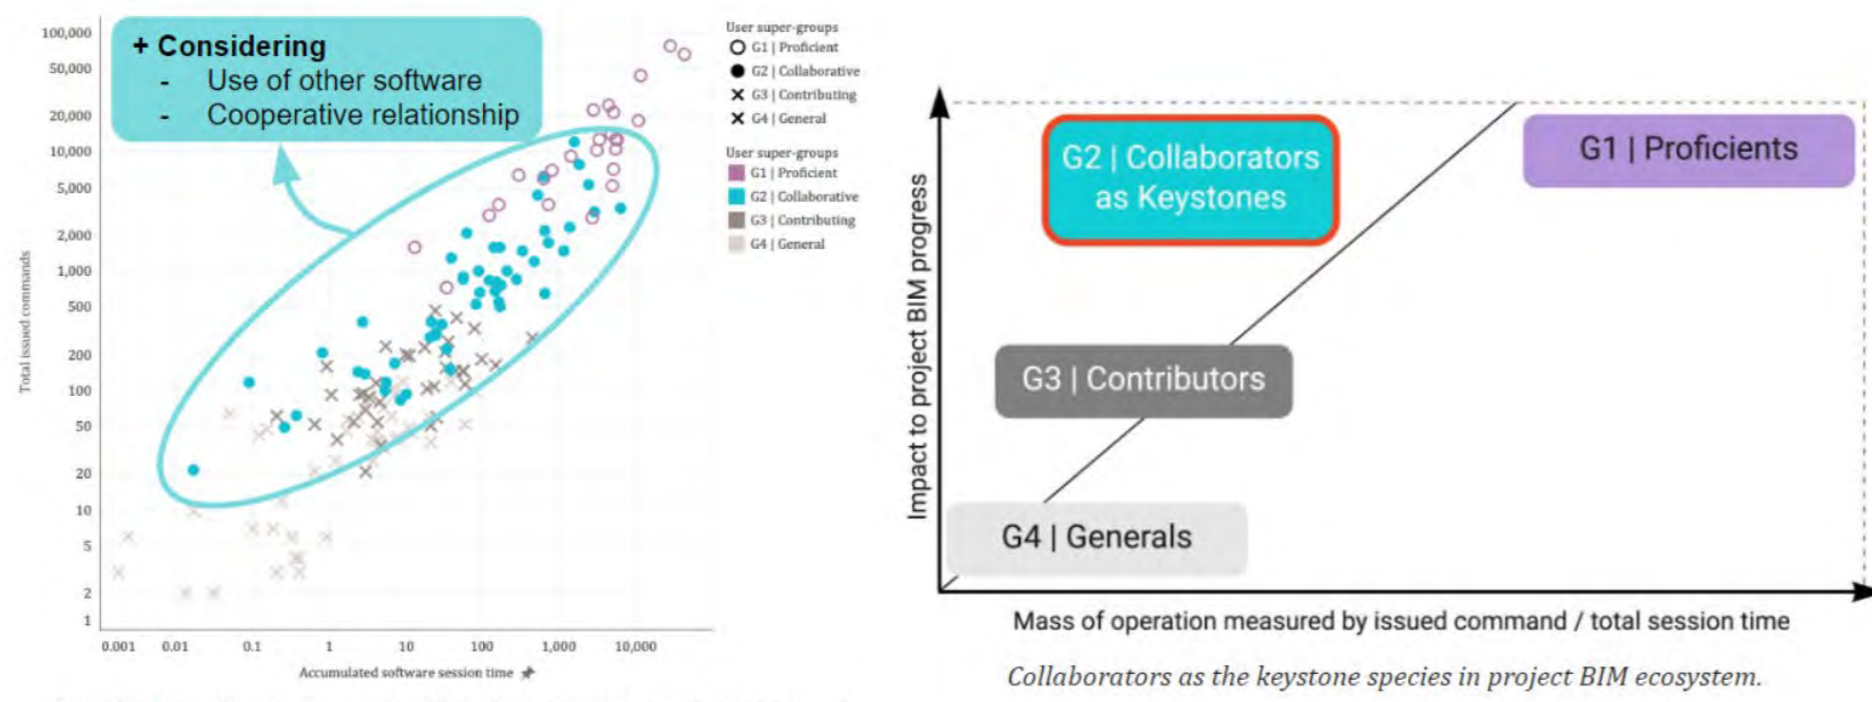 + Considering
- Use of other software
- Cooperative relationship
Total issued commands
100,000
50,000
20,000
10,000
5,000
2,000
1,000
500
200
100
50
20
10
5
2
1
0.001
0.01
0.1
1
10
100
1,000
10,000
Accumulated software session time
User super-groups
G1 | Proficient
G2 | Collaborative
G3 | Contributing
G4 | General
User super-groups
G1 | Proficient
G2 | Collaborative
G3 | Contributing
G4 | General
Impact to project BIM progress
G2 | Collaborators
as Keystones
G1 | Proficients
G3 | Contributors
G4 | Generals
Mass of operation measured by issued command / total session time
Collaborators as the keystone species in project BIM ecosystem.